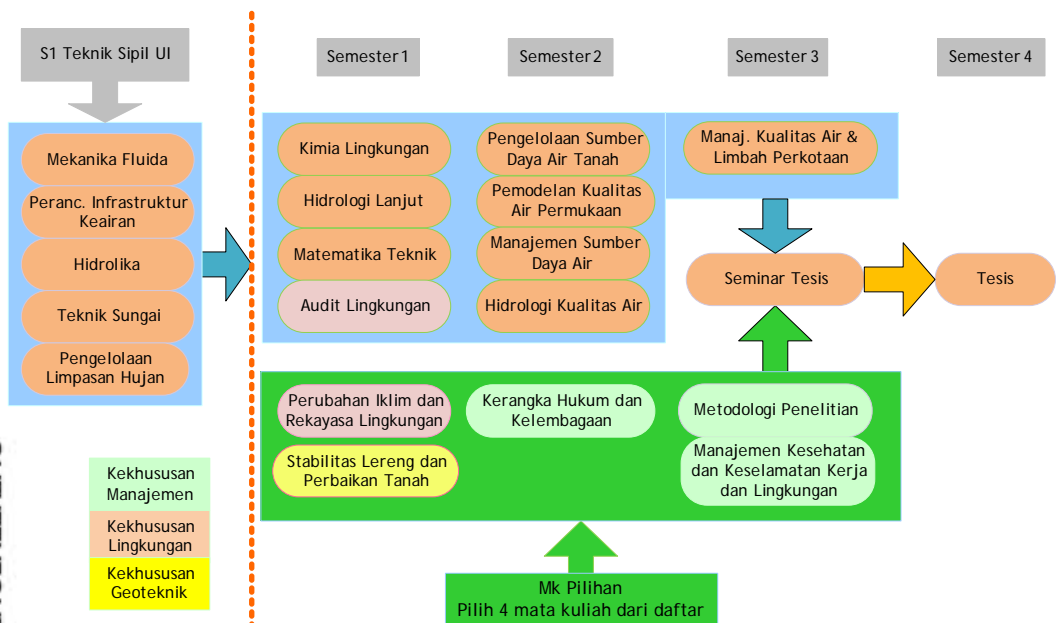 S1 Teknik Sipil UI
Semester 1
Semester 2
Semester 3
Semester 4
Mekanika Fluida
Peranc. Infrastruktur
Keairan
Hidrolika
Teknik Sungai
Pengelolaan
Limpasan Hujan
Kimia Lingkungan
Hidrologi Lanjut
Matematika Teknik
Audit Lingkungan
Pengelolaan Sumber
Daya Air Tanah
Pemodelan Kualitas
Air Permukaan
Manajemen Sumber
Daya Air
Hidrologi Kualitas Air
Manaj. Kualitas Air &
Limbah Perkotaan
Seminar Tesis
Tesis
Perubahan Iklim dan
Rekayasa Lingkungan
Stabilitas Lereng dan
Perbaikan Tanah
Kerangka Hukum dan
Kelembagaan
Metodologi Penelitian
Manajemen Kesehatan
dan Keselamatan Kerja
dan Lingkungan
Kekhususan
Manajemen
Kekhususan
Lingkungan
Kekhususan
Geoteknik
Mk Pilihan
Pilih 4 mata kuliah dari daftar